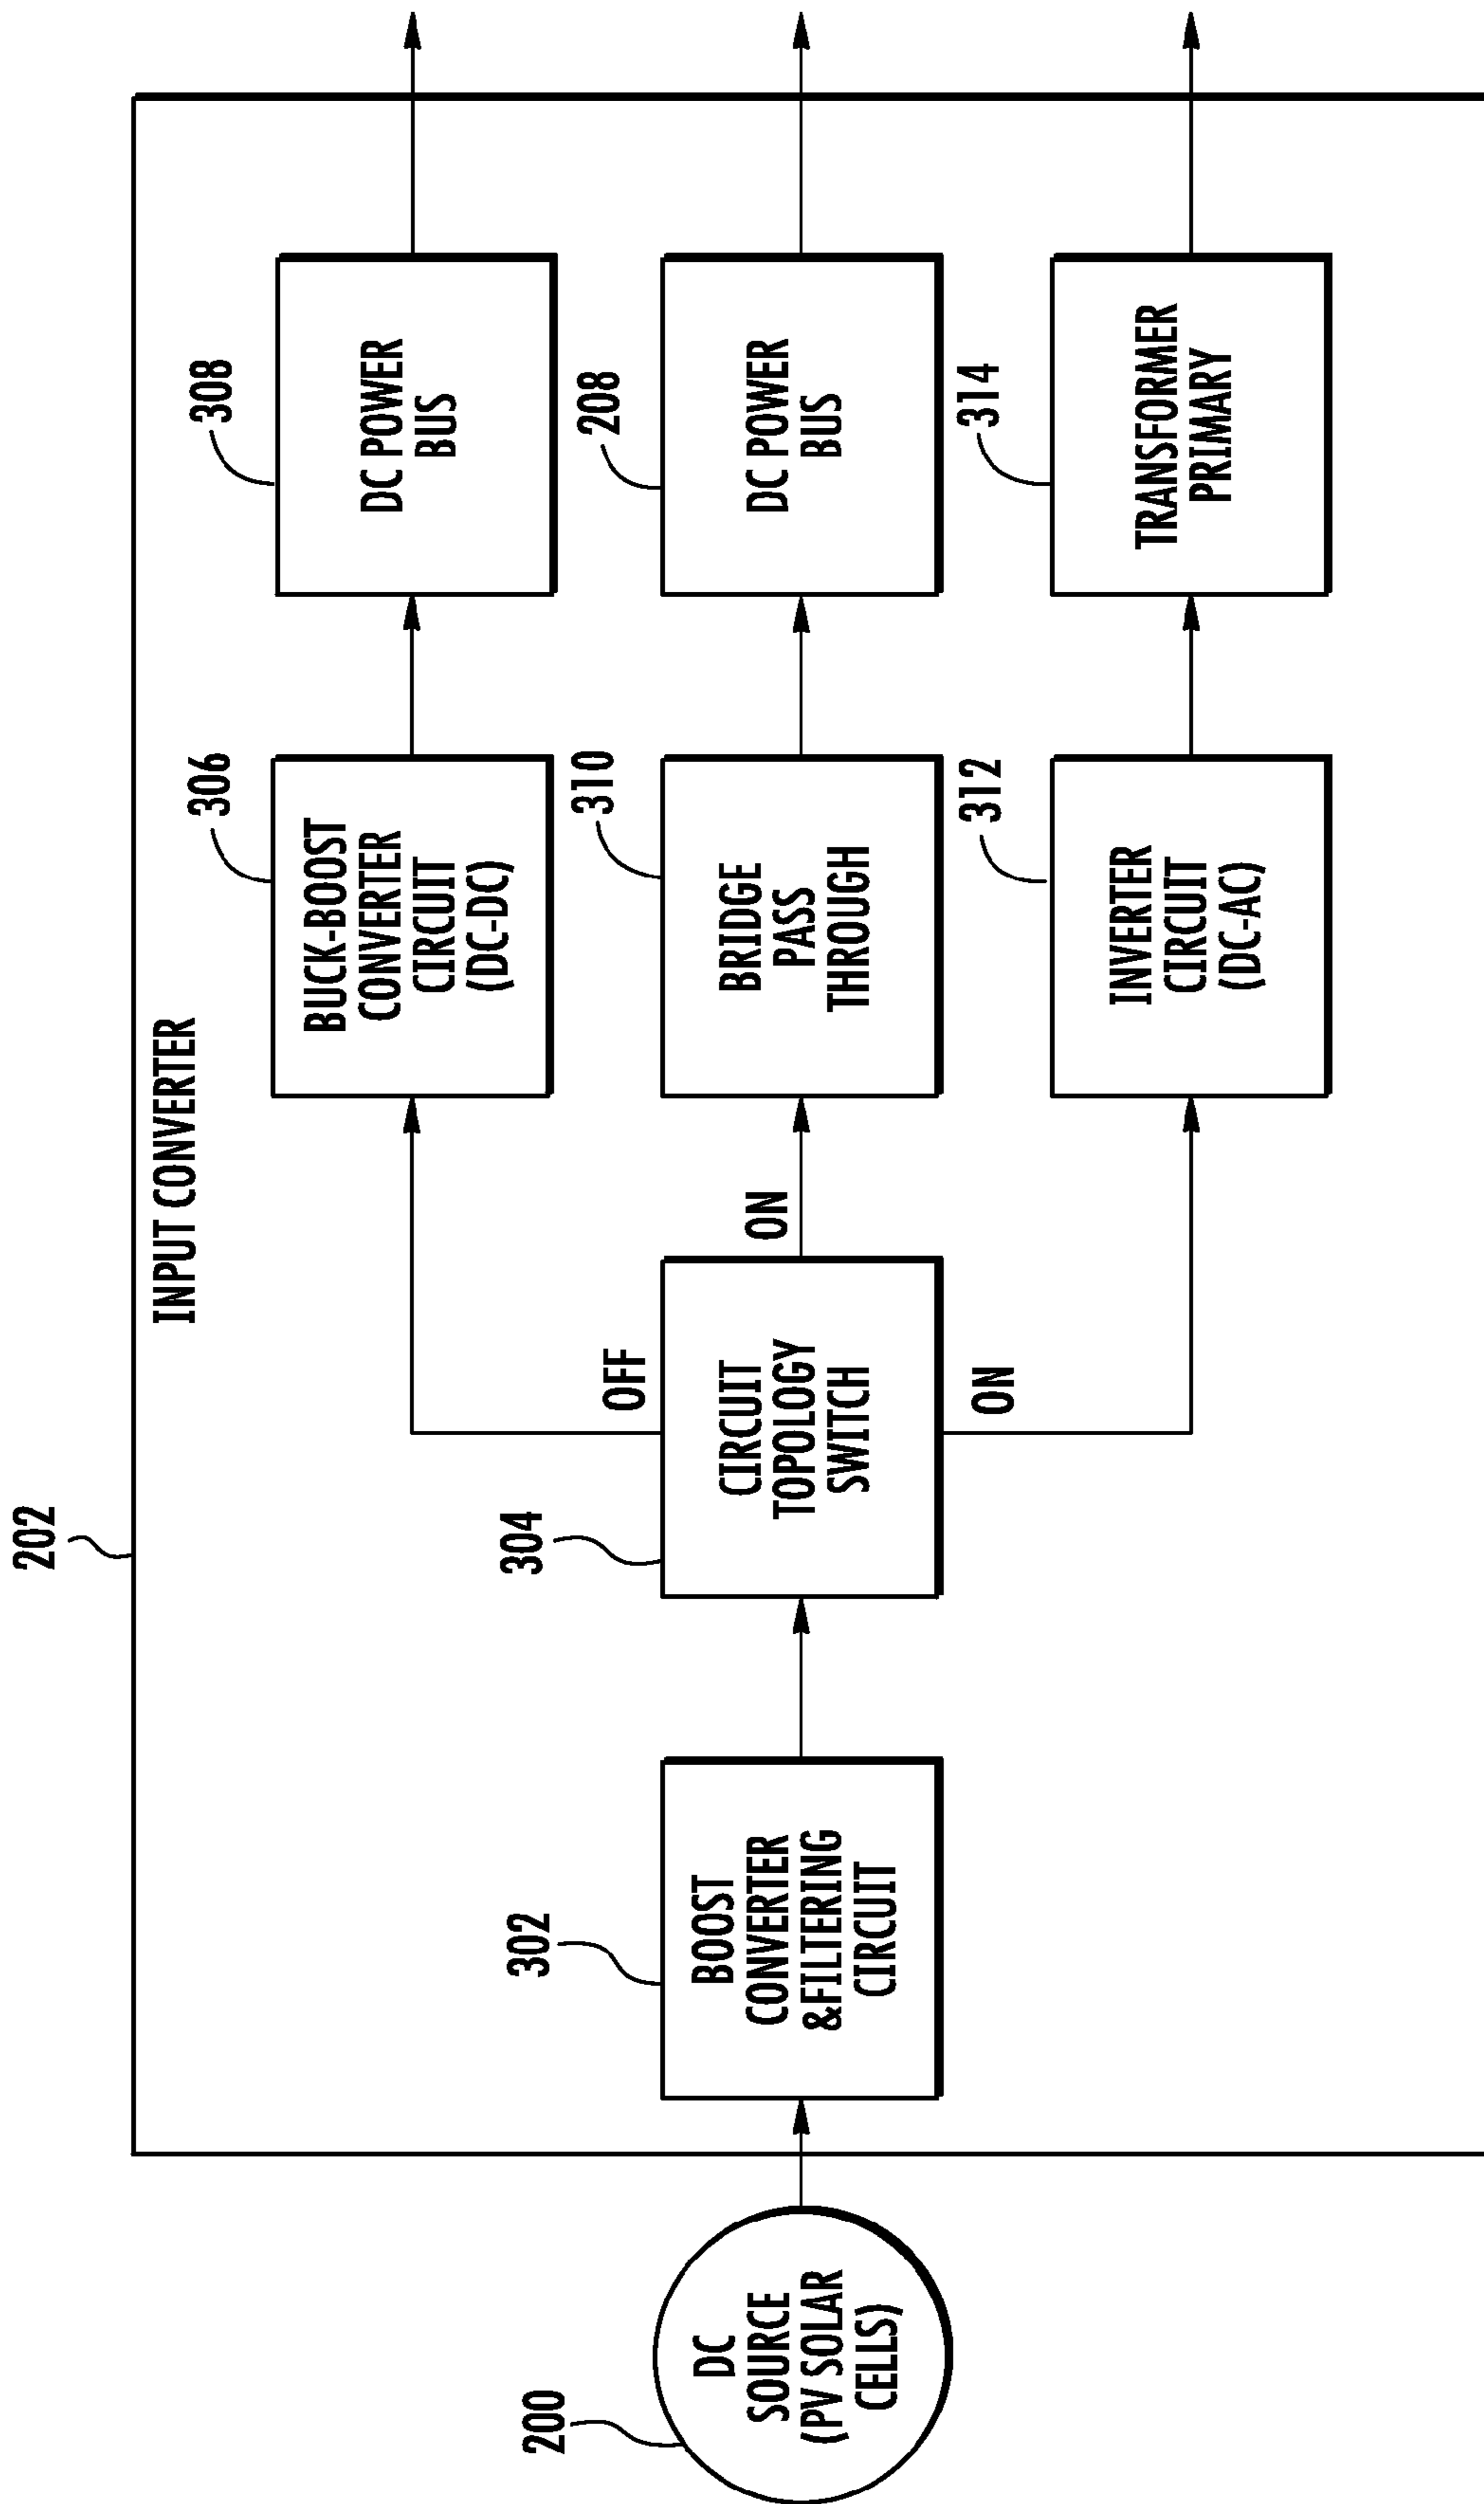 202
INPUT CONVERTER
200
DC
SOURCE
(PV SOLAR
CELLS)
302
BOOST
CONVERTER
&FILTERING
CIRCUIT
304
CIRCUIT
TOPOLOGY
SWITCH
OFF
ON
ON
306
BUCK-BOOST
CONVERTER
CIRCUIT
(DC-DC)
308
DC POWER
BUS
310
BRIDGE
PASS
THROUGH
208
DC POWER
BUS
312
INVERTER
CIRCUIT
(DC-AC)
314
TRANSFORMER
PRIMARY